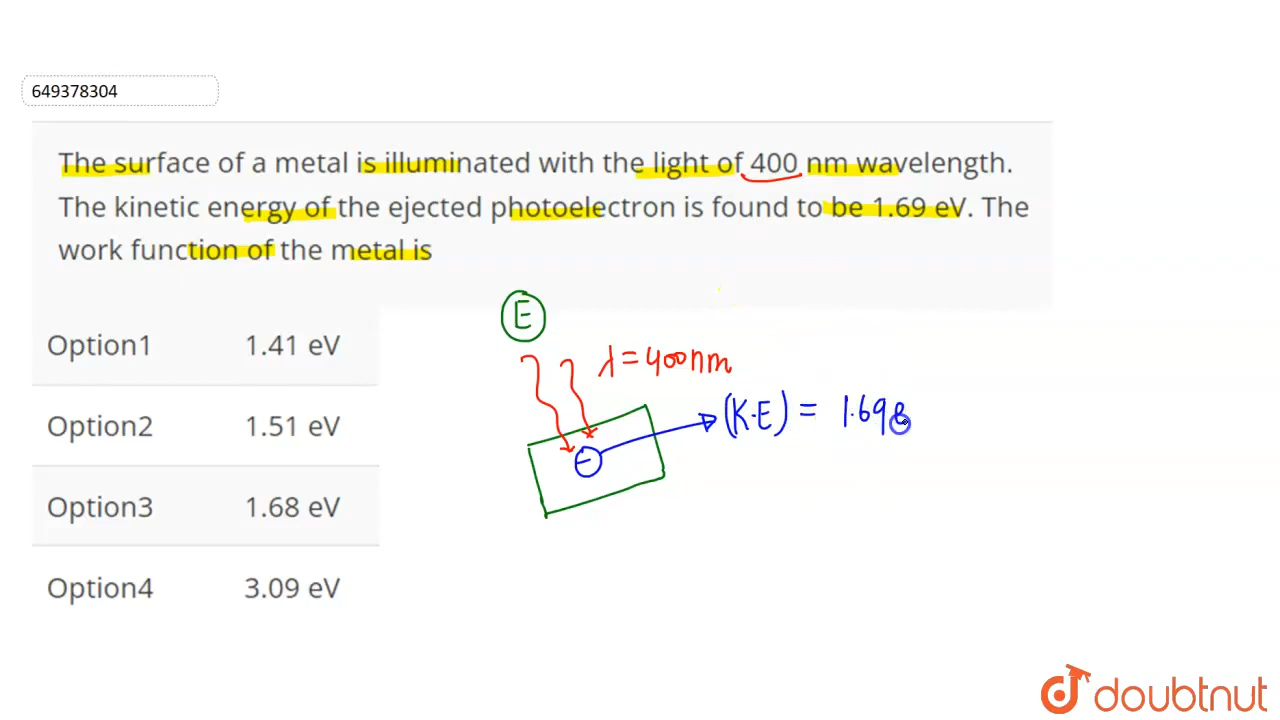 649378304
The surface of a metal is illuminated with the light of 400 nm wavelength.
The kinetic energy of the ejected photoelectron is found to be 1.69 eV. The
work function of the metal is
E
Option1 1.41 eV
λ = 400nm
(K.E) = 1.69e
Option2 1.51 eV
Option3 1.68 eV
Option4 3.09 eV
doubtnut